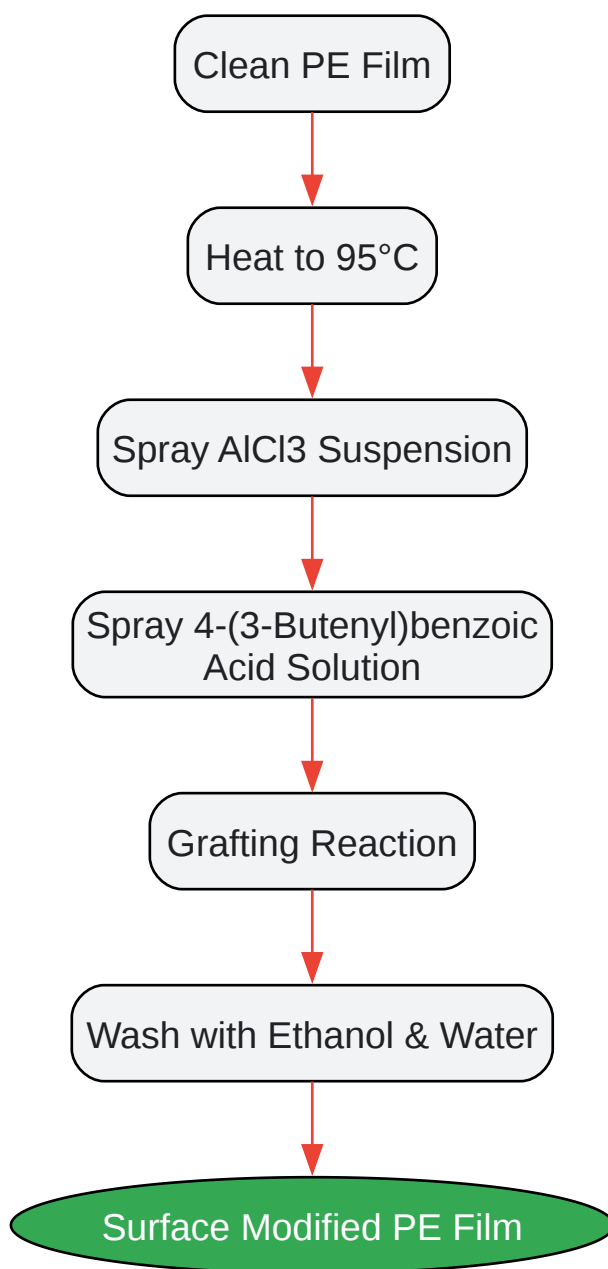 Clean PE Film
Heat to 95°C
Spray AlCl3 Suspension
Spray 4-(3-Butenyl)benzoic
Acid Solution
Grafting Reaction
Wash with Ethanol & Water
Surface Modified PE Film